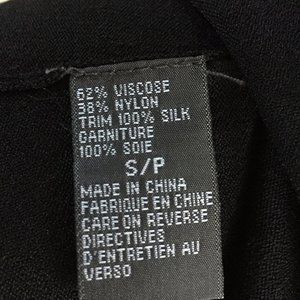 62% VISCOSE
38% NYLON
TRIM 100% SILK
GARNITURE
100% SOIE
S/P
MADE IN CHINA
FABRIQUÉ EN CHINE
CARE ON REVERSE
DIRECTIVES
D'ENTRETIEN AU
VERSO